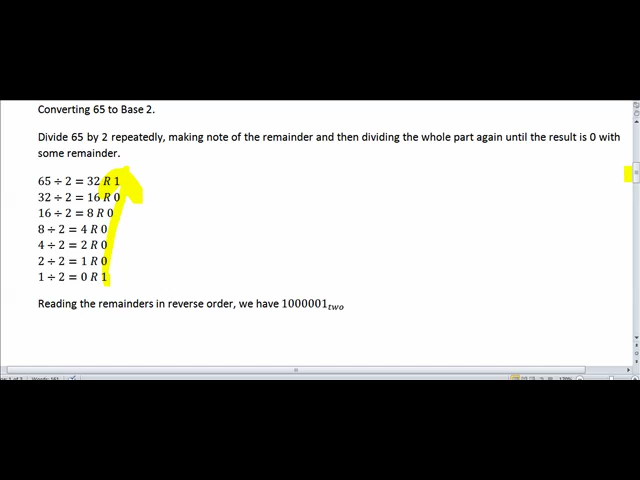 Converting 65 to Base 2.
Divide 65 by 2 repeatedly, making note of the remainder and then dividing the whole part again until the result is 0 with
some remainder.
65 ÷ 2 = 32 R 1
32 ÷ 2 = 16 R 0
16 ÷ 2 = 8 R 0
8 ÷ 2 = 4 R 0
4 ÷ 2 = 2 R 0
2 ÷ 2 = 1 R 0
1 ÷ 2 = 0 R 1
Reading the remainders in reverse order, we have 1000001two